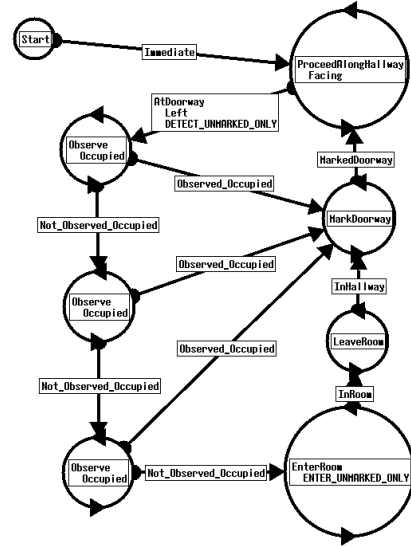 Start
Immediate
ProceedAlongHallway
Facing
AtDoorway
Left
DETECT_UNMARKED_ONLY
Observe
Occupied
MarkedDoorway
Observed_Occupied
MarkDoorway
Not_Observed_Occupied
Observed_Occupied
InHallway
Observe
Occupied
LeaveRoom
Observed_Occupied
Not_Observed_Occupied
InRoom
Observe
Occupied
Not_Observed_Occupied
EnterRoom
ENTER_UNMARKED_ONLY